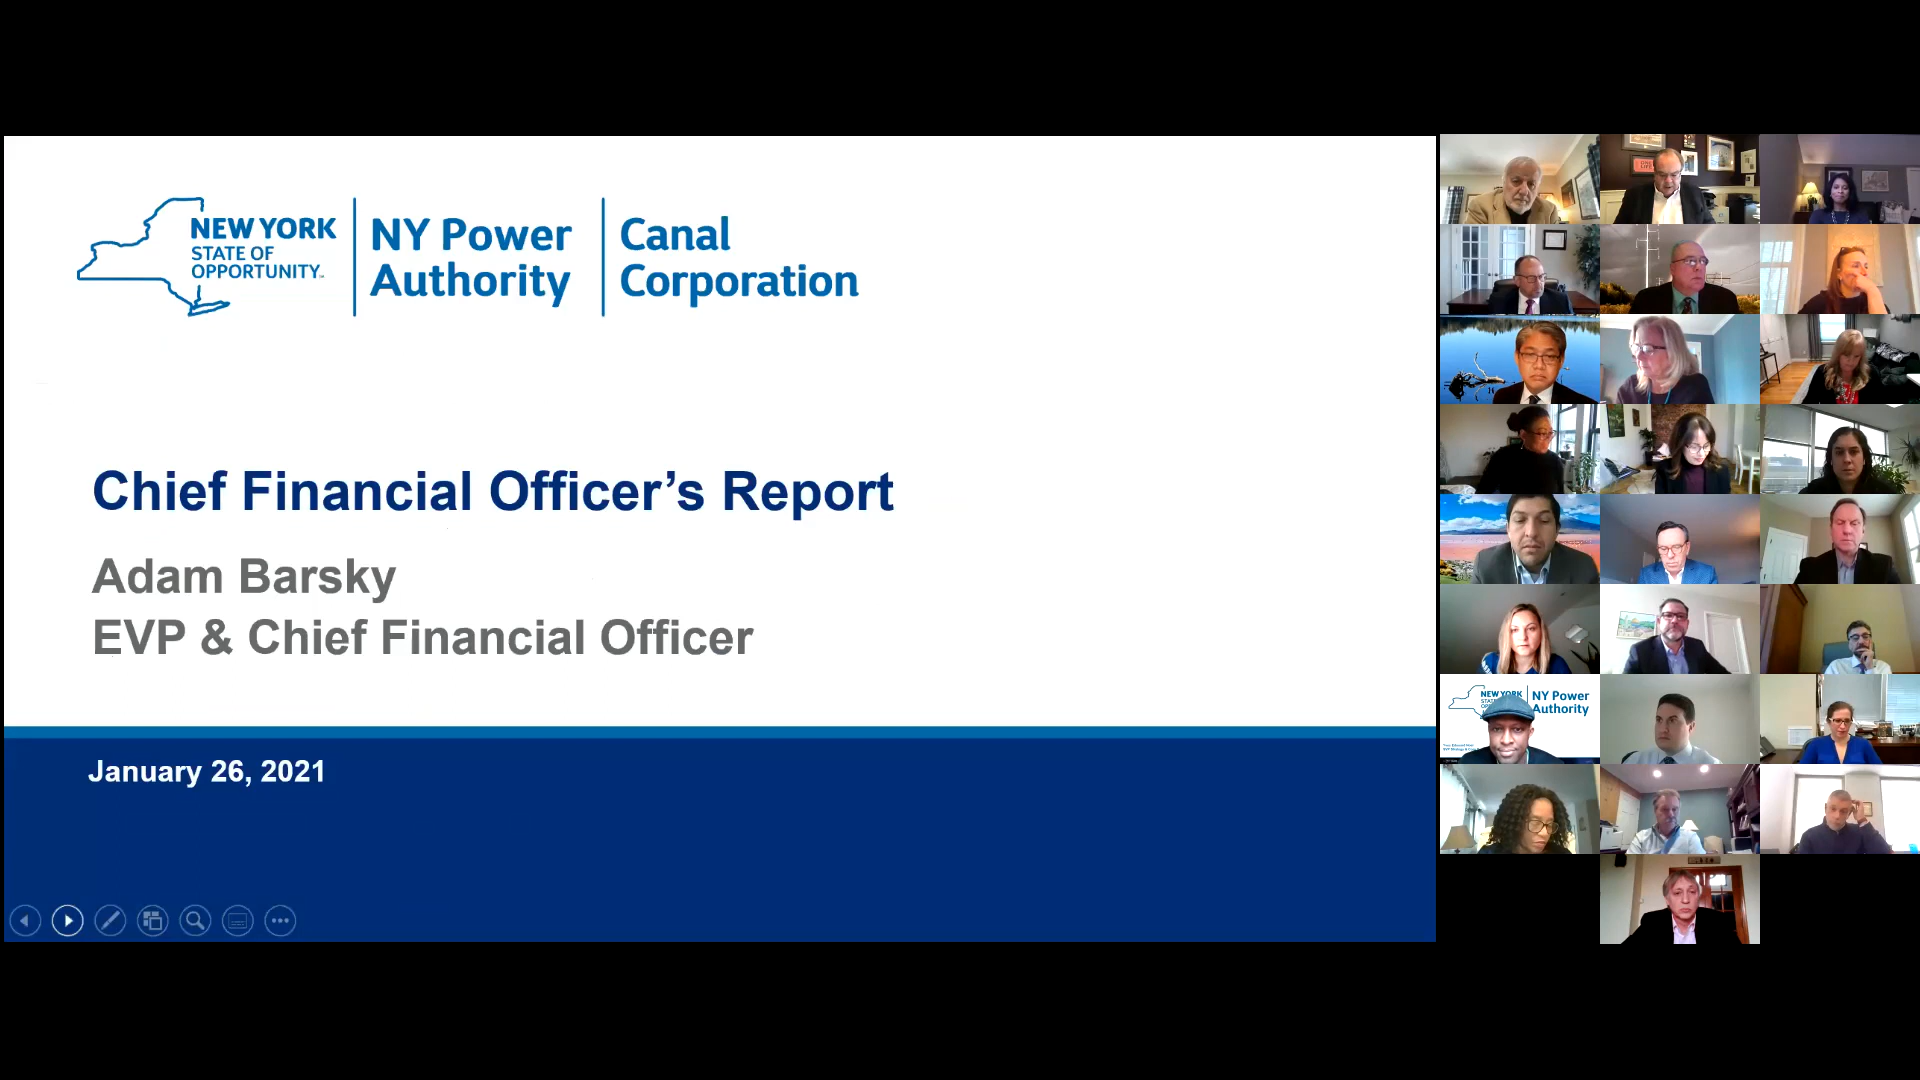 NEW YORK
STATE OF
OPPORTUNITY™
NY Power
Authority
Canal
Corporation
Chief Financial Officer’s Report
Adam Barsky
EVP & Chief Financial Officer
January 26, 2021
NEW YORK
NY Power
Authority